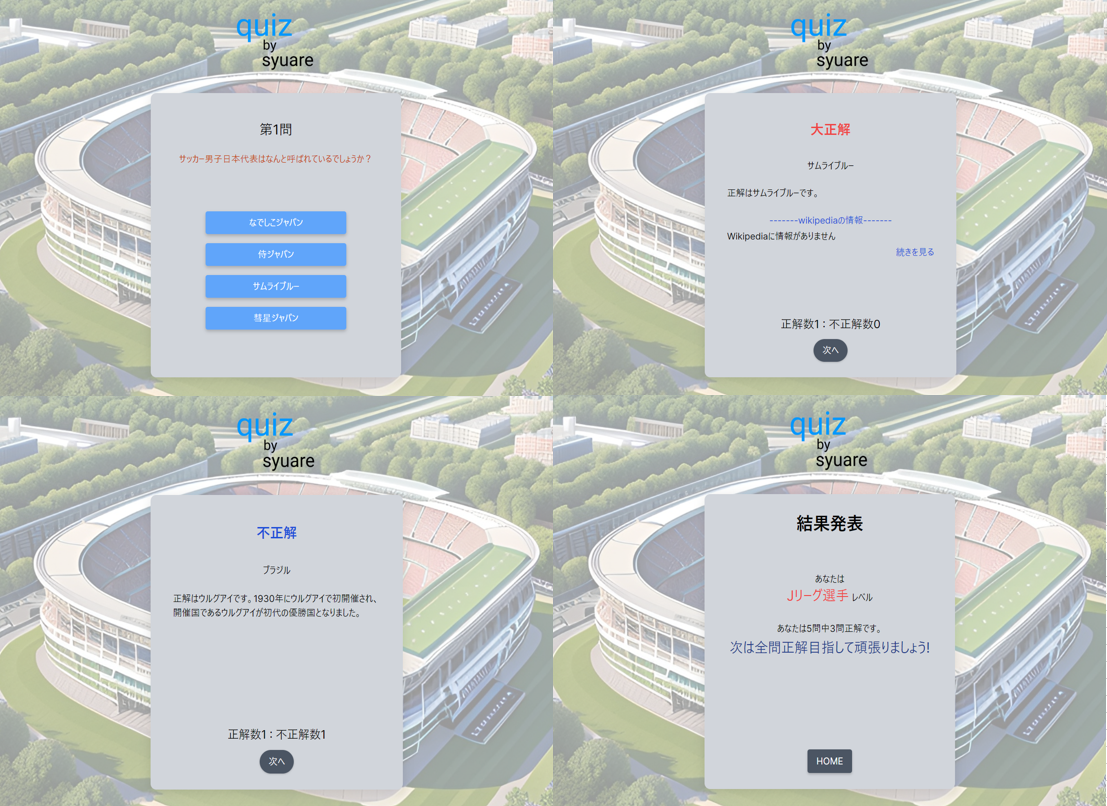 quiz
by
syuare
第1問
サッカー男子日本代表はなんと呼ばれているでしょうか？
なでしこジャパン
侍ジャパン
サムライブルー
彗星ジャパン
quiz
by
syuare
大正解
サムライブルー
正解はサムライブルーです。
-------wikipediaの情報-------
Wikipediaに情報がありません
続きを見る
正解数1：不正解数0
次へ
quiz
by
syuare
不正解
ブラジル
正解はウルグアイです。1930年にウルグアイで初開催され、
開催国であるウルグアイが初代の優勝国となりました。
正解数1：不正解数1
次へ
quiz
by
syuare
結果発表
あなたは
Jリーグ選手 レベル
あなたは5問中3問正解です。
次は全問正解目指して頑張りましょう!
HOME